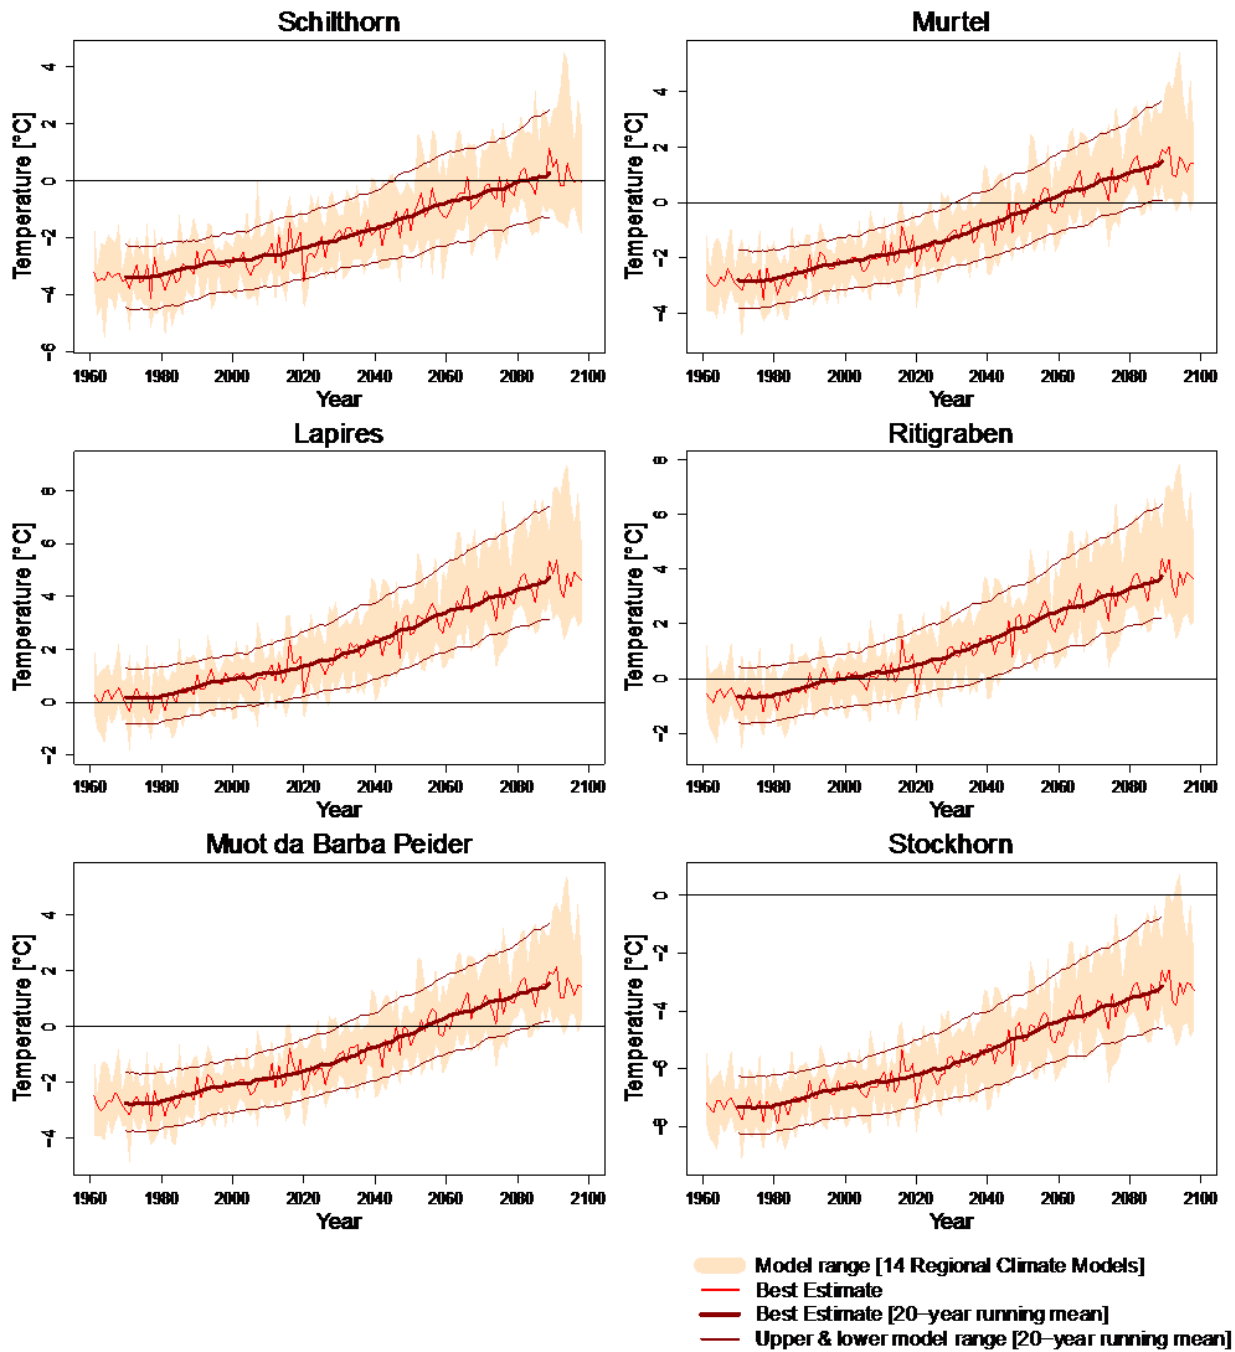 Schilthorn
Temperature [°C]
4
2
0
−2
−4
−6
1960 1980 2000 2020 2040 2060 2080 2100
Year
Murtel
Temperature [°C]
4
2
0
−2
−4
1960 1980 2000 2020 2040 2060 2080 2100
Year
Lapires
Temperature [°C]
8
6
4
2
0
−2
1960 1980 2000 2020 2040 2060 2080 2100
Year
Ritigraben
Temperature [°C]
8
6
4
2
0
−2
1960 1980 2000 2020 2040 2060 2080 2100
Year
Muot da Barba Peider
Temperature [°C]
4
2
0
−2
−4
1960 1980 2000 2020 2040 2060 2080 2100
Year
Stockhorn
Temperature [°C]
0
−2
−4
−6
−8
1960 1980 2000 2020 2040 2060 2080 2100
Year
Model range [14 Regional Climate Models]
Best Estimate
Best Estimate [20−year running mean]
Upper & lower model range [20−year running mean]